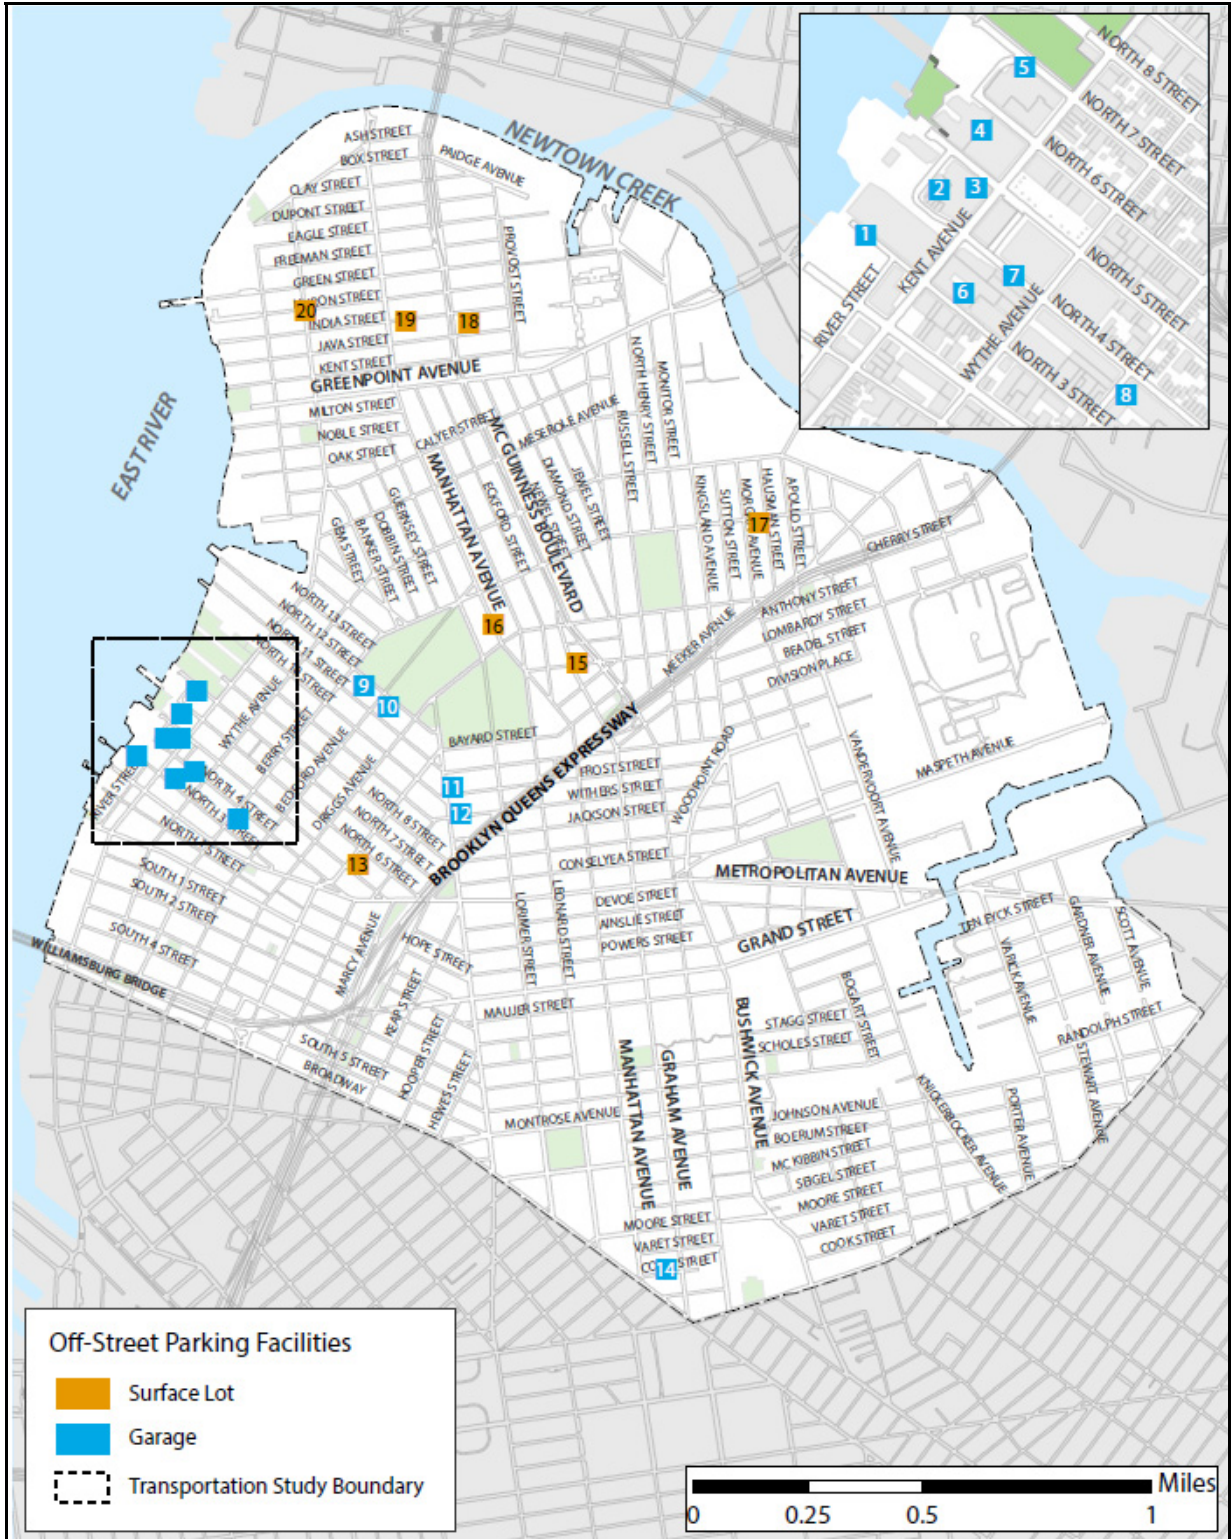 ASH STREET
BOX STREET
PAIDGE AVENUE
NEWTOWN CREEK
CLAY STREET
DUPONT STREET
EAGLE STREET
FREEMAN STREET
GREEN STREET
PROVOST STREET
20
INDIA STREET
19
18
JAVA STREET
KENT STREET
GREENPOINT AVENUE
MILTON STREET
NOBLE STREET
OAK STREET
CALYER STREET
MESEROLE AVENUE
MC GUINNESS BOULEVARD
MANHATTAN AVENUE
ECKFORD STREET
NEWEL STREET
DIAMOND STREET
JEWEL STREET
RUSSELL STREET
NORTH HENRY STREET
MONITOR STREET
KINGSLAND AVENUE
SUTTON STREET
17
HAUSMAN STREET
APOLLO STREET
CHERRY STREET
EAST RIVER
GEM STREET
BANKER STREET
DOBBIN STREET
GUERNSEY STREET
16
15
MEEKER AVENUE
ANTHONY STREET
LOMBARDY STREET
BEADEL STREET
DIVISION PLACE
NORTH 13 STREET
NORTH 12 STREET
NORTH 11 STREET
9
10
WYTHE AVENUE
BERRY STREET
BEDFORD AVENUE
DRIGGS AVENUE
BAYARD STREET
BROOKLYN QUEENS EXPRESSWAY
11
12
FROST STREET
WITHERS STREET
JACKSON STREET
WOODPOINT ROAD
VANDERVOORT AVENUE
MASPETH AVENUE
NORTH 4 STREET
NORTH 3 STREET
NORTH 8 STREET
NORTH 7 STREET
NORTH 6 STREET
13
SOUTH 1 STREET
SOUTH 2 STREET
SOUTH 4 STREET
WILLIAMSBURG BRIDGE
MARCY AVENUE
HOPE STREET
KEAP STREET
HOOPER STREET
HEWES STREET
SOUTH 5 STREET
BROADWAY
CONSELYEA STREET
METROPOLITAN AVENUE
DEVOE STREET
AINSLIE STREET
POWERS STREET
GRAND STREET
LORIMER STREET
LEONARD STREET
MAUJER STREET
TEN EYCK STREET
VARICK AVENUE
GARDNER AVENUE
SCOTT AVENUE
RANDOLPH STREET
STEWART AVENUE
PORTER AVENUE
BOGART STREET
STAGG STREET
SCHOLES STREET
KNICKERBOCKER AVENUE
MANHATTAN AVENUE
GRAHAM AVENUE
BUSHWICK AVENUE
MONTROSE AVENUE
JOHNSON AVENUE
BOERUM STREET
MC KIBBIN STREET
SEIGEL STREET
MOORE STREET
VARET STREET
COOK STREET
MOORE STREET
VARET STREET
14
NORTH 8 STREET
NORTH 7 STREET
NORTH 6 STREET
NORTH 5 STREET
NORTH 4 STREET
NORTH 3 STREET
KENT AVENUE
WYTHE AVENUE
RIVER STREET
5
4
2
3
1
7
6
8
Off-Street Parking Facilities
Surface Lot
Garage
Transportation Study Boundary
Miles
0 0.25 0.5 1